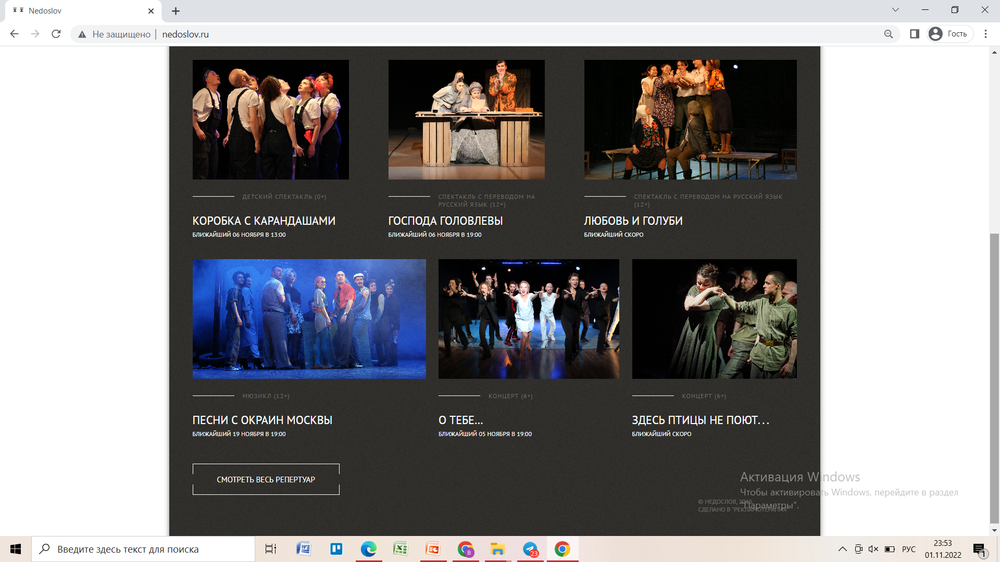 Nedoslov
Не защищено
nedoslov.ru
Гость
ДЕТСКИЙ СПЕКТАКЛЬ (0+)
КОРОБКА С КАРАНДАШАМИ
БЛИЖАЙШИЙ 06 НОЯБРЯ В 13:00
СПЕКТАКЛЬ С ПЕРЕВОДОМ НА
РУССКИЙ ЯЗЫК (12+)
ГОСПОДА ГОЛОВЛЕВЫ
БЛИЖАЙШИЙ 06 НОЯБРЯ В 19:00
СПЕКТАКЛЬ С ПЕРЕВОДОМ НА РУССКИЙ ЯЗЫК
(12+)
ЛЮБОВЬ И ГОЛУБИ
БЛИЖАЙШИЙ СКОРО
МЮЗИКЛ (12+)
ПЕСНИ С ОКРАИН МОСКВЫ
БЛИЖАЙШИЙ 19 НОЯБРЯ В 19:00
КОНЦЕРТ (6+)
О ТЕБЕ...
БЛИЖАЙШИЙ 05 НОЯБРЯ В 19:00
КОНЦЕРТ (6+)
ЗДЕСЬ ПТИЦЫ НЕ ПОЮТ...
БЛИЖАЙШИЙ СКОРО
СМОТРЕТЬ ВЕСЬ РЕПЕРТУАР
Активация Windows
Чтобы активировать Windows, перейдите в раздел
"Параметры".
© НЕДОСЛОВ, 2015
СДЕЛАНО В "РЕКЛАМОТЕРАПИЯ"
Введите здесь текст для поиска
B
23
РУС
23:53
01.11.2022
1